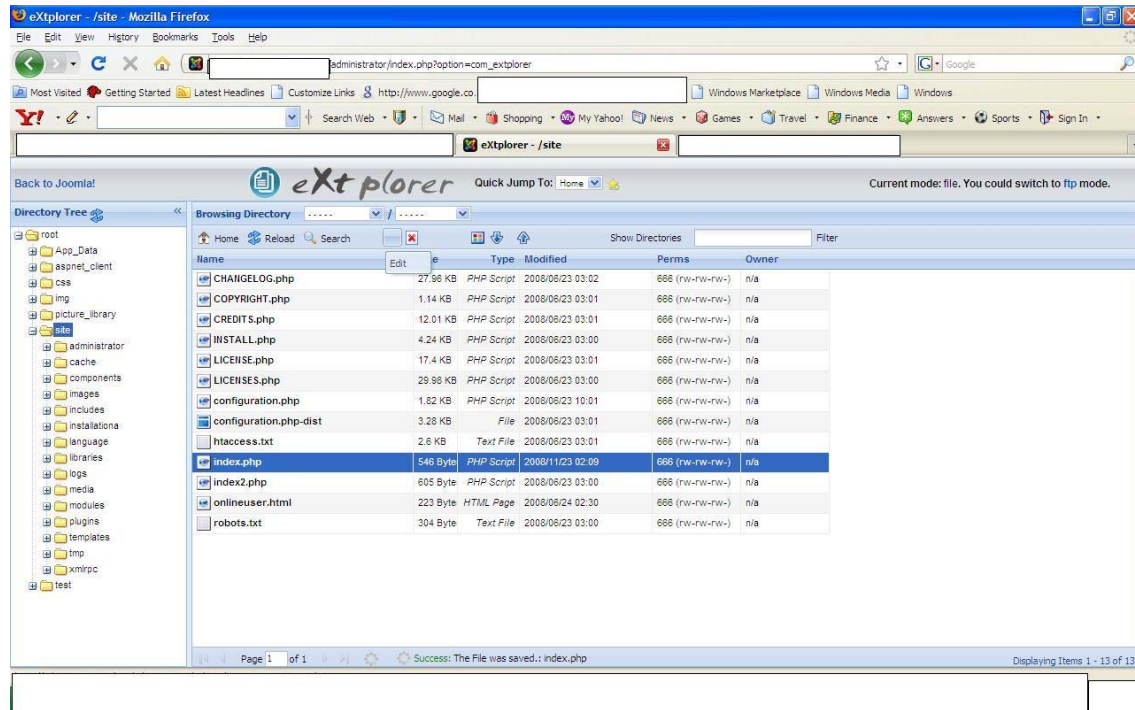 eXtplorer - /site - Mozilla Firefox
File Edit View History Bookmarks Tools Help
administrator/index.php?option=com_extplorer
G Google
Most Visited Getting Started Latest Headlines Customize Links http://www.google.co. Windows Marketplace Windows Media Windows
Y! Search Web Mail Shopping My My Yahoo! News Games Travel Finance Answers Sports Sign In
eXtplorer - /site
Back to Joomla! eXtplorer Quick Jump To: Home Current mode: file. You could switch to ftp mode.
Directory Tree « Browsing Directory ----- / -----
Home Reload Search Show Directories Filter
Edit
Name e Type Modified Perms Owner
CHANGELOG.php 27.96 KB PHP Script 2008/06/23 03:02 666 (rw-rw-rw-) n/a
COPYRIGHT.php 1.14 KB PHP Script 2008/06/23 03:01 666 (rw-rw-rw-) n/a
CREDITS.php 12.01 KB PHP Script 2008/06/23 03:01 666 (rw-rw-rw-) n/a
INSTALL.php 4.24 KB PHP Script 2008/06/23 03:00 666 (rw-rw-rw-) n/a
LICENSE.php 17.4 KB PHP Script 2008/06/23 03:01 666 (rw-rw-rw-) n/a
LICENSES.php 29.98 KB PHP Script 2008/06/23 03:00 666 (rw-rw-rw-) n/a
configuration.php 1.82 KB PHP Script 2008/06/23 10:01 666 (rw-rw-rw-) n/a
configuration.php-dist 3.28 KB File 2008/06/23 03:01 666 (rw-rw-rw-) n/a
htaccess.txt 2.6 KB Text File 2008/06/23 03:01 666 (rw-rw-rw-) n/a
index.php 546 Byte PHP Script 2008/11/23 02:09 666 (rw-rw-rw-) n/a
index2.php 605 Byte PHP Script 2008/06/23 03:00 666 (rw-rw-rw-) n/a
onlineuser.html 223 Byte HTML Page 2008/06/24 02:30 666 (rw-rw-rw-) n/a
robots.txt 304 Byte Text File 2008/06/23 03:00 666 (rw-rw-rw-) n/a
root
App_Data
aspnet_client
css
img
picture_library
site
administrator
cache
components
images
includes
installationa
language
libraries
logs
media
modules
plugins
templates
tmp
xmlrpc
test
Page 1 of 1 Success: The File was saved.: index.php Displaying Items 1 - 13 of 13